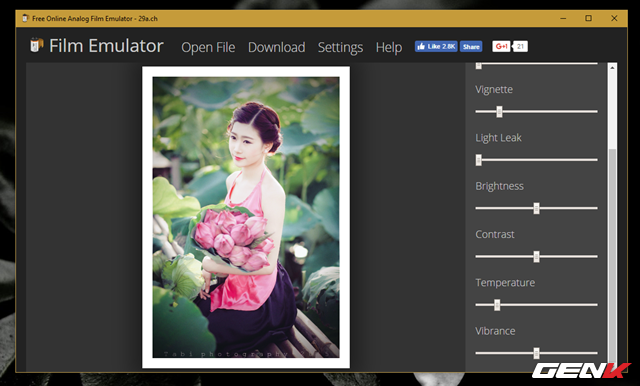 Free Online Analog Film Emulator - 29a.ch
Film Emulator Open File Download Settings Help Like 2.8K Share G+1 21
Vignette
Light Leak
Brightness
Contrast
Temperature
Vibrance
Tobi photography
GENK